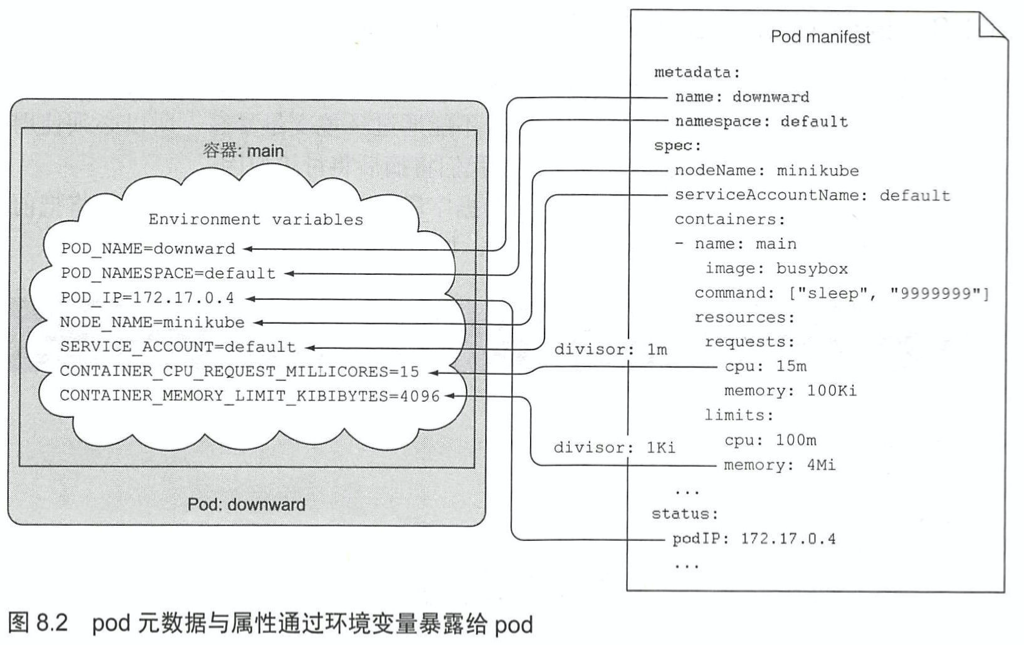 容器: main
Environment variables
POD_NAME=downward
POD_NAMESPACE=default
POD_IP=172.17.0.4
NODE_NAME=minikube
SERVICE_ACCOUNT=default
CONTAINER_CPU_REQUEST_MILLICORES=15
CONTAINER_MEMORY_LIMIT_KIBIBYTES=4096
Pod: downward
divisor: 1m
divisor: 1Ki
Pod manifest
metadata:
name: downward
namespace: default
spec:
nodeName: minikube
serviceAccountName: default
containers:
- name: main
image: busybox
command: ["sleep", "9999999"]
resources:
requests:
cpu: 15m
memory: 100Ki
limits:
cpu: 100m
memory: 4Mi
...
status:
podIP: 172.17.0.4
...
图 8.2 pod 元数据与属性通过环境变量暴露给 pod